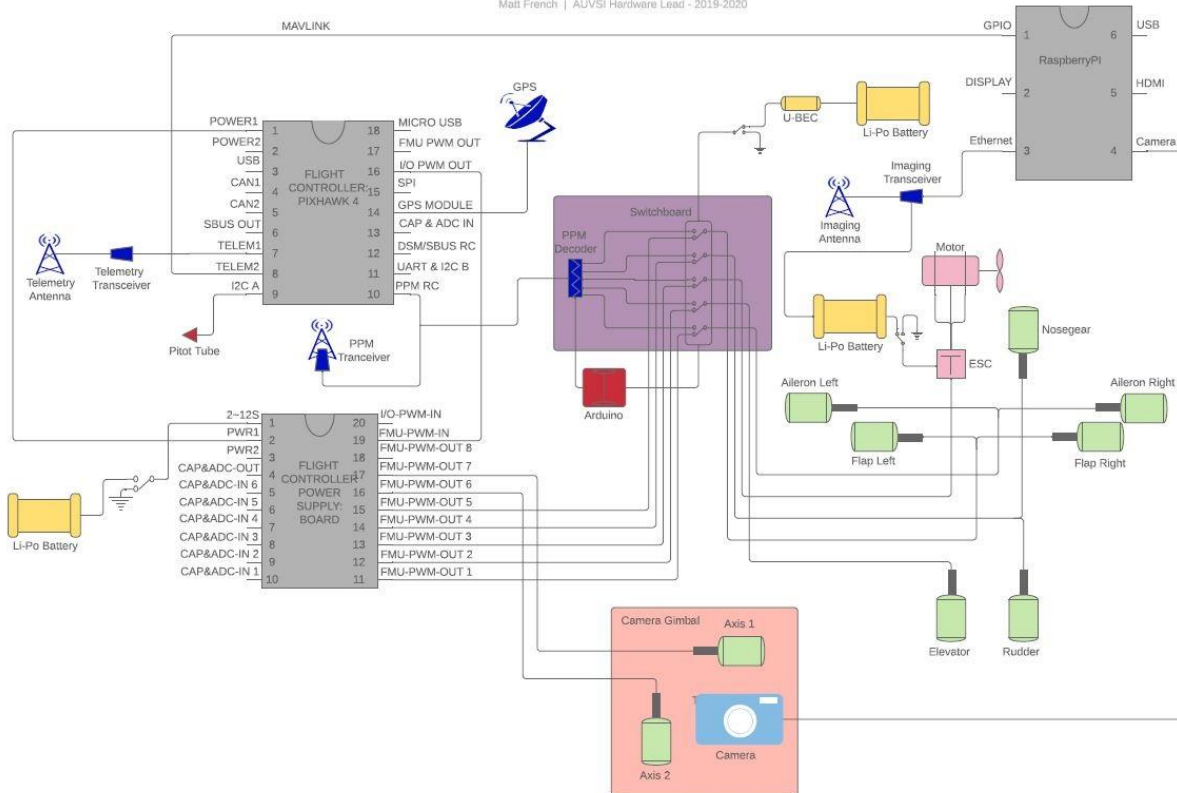 Matt French | AUVSI Hardware Lead - 2019-2020
MAVLINK
GPIO
1
6
USB
RaspberryPI
DISPLAY
2
5
HDMI
Ethernet
3
4
Camera
GPS
U-BEC
Li-Po Battery
POWER1
1
18
MICRO USB
POWER2
2
17
FMU PWM OUT
USB
3
16
I/O PWM OUT
CAN1
4
15
SPI
CAN2
5
14
GPS MODULE
SBUS OUT
6
13
CAP & ADC IN
TELEM1
7
12
DSM/SBUS RC
TELEM2
8
11
UART & I2C B
I2C A
9
10
PPM RC
FLIGHT
CONTROLLER:
PIXHAWK 4
Telemetry
Antenna
Telemetry
Transceiver
Pitot Tube
PPM
Tranceiver
Switchboard
PPM
Decoder
Arduino
Imaging
Transceiver
Imaging
Antenna
Motor
Li-Po Battery
ESC
Nosegear
Aileron Left
Aileron Right
Flap Left
Flap Right
2~12S
1
20
I/O-PWM-IN
PWR1
2
19
FMU-PWM-IN
PWR2
3
18
FMU-PWM-OUT 8
CAP&ADC-OUT
4
17
FMU-PWM-OUT 7
CAP&ADC-IN 6
5
16
FMU-PWM-OUT 6
CAP&ADC-IN 5
6
15
FMU-PWM-OUT 5
CAP&ADC-IN 4
7
14
FMU-PWM-OUT 4
CAP&ADC-IN 3
8
13
FMU-PWM-OUT 3
CAP&ADC-IN 2
9
12
FMU-PWM-OUT 2
CAP&ADC-IN 1
10
11
FMU-PWM-OUT 1
FLIGHT
CONTROLLER
POWER
SUPPLY:
BOARD
Li-Po Battery
Elevator
Rudder
Camera Gimbal
Axis 1
Axis 2
Camera